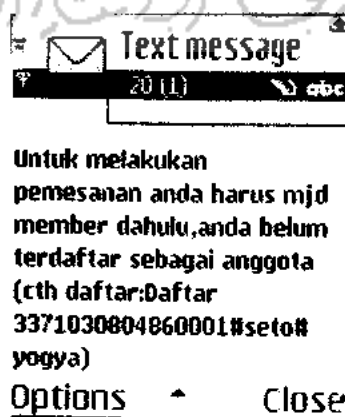 Text message
20 (1) abc
Untuk melakukan
pemesanan anda harus mjd
member dahulu,anda belum
terdaftar sebagai anggota
(cth daftar:Daftar
3371030804860001#seto#
yogya)
Options Close